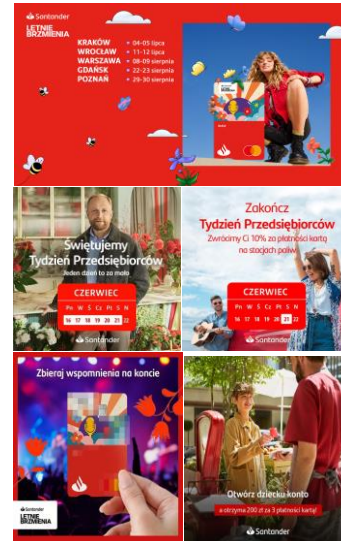 Santander
LETNIE
BRZMIENIA
KRAKÓW • 04-05 lipca
WROCŁAW • 11-12 lipca
WARSZAWA • 08-09 sierpnia
GDAŃSK • 22-23 sierpnia
POZNAŃ • 29-30 sierpnia
Świętujemy
Tydzień Przedsiębiorców
Jeden dzień to za mało
CZERWIEC
Pn W Ś Cz Pt S N
16 17 18 19 20 21 22
Santander
Zakończ
Tydzień Przedsiębiorców
Zwrócimy Ci 10% za płatności kartą
na stacjach paliw
CZERWIEC
Pn W Ś Cz Pt S N
16 17 18 19 20 21 22
Santander
Zbieraj wspomnienia na koncie
Santander
LETNIE
BRZMIENIA
Otwórz dziecku konto
a otrzyma 200 zł za 3 płatności kartą!
Santander